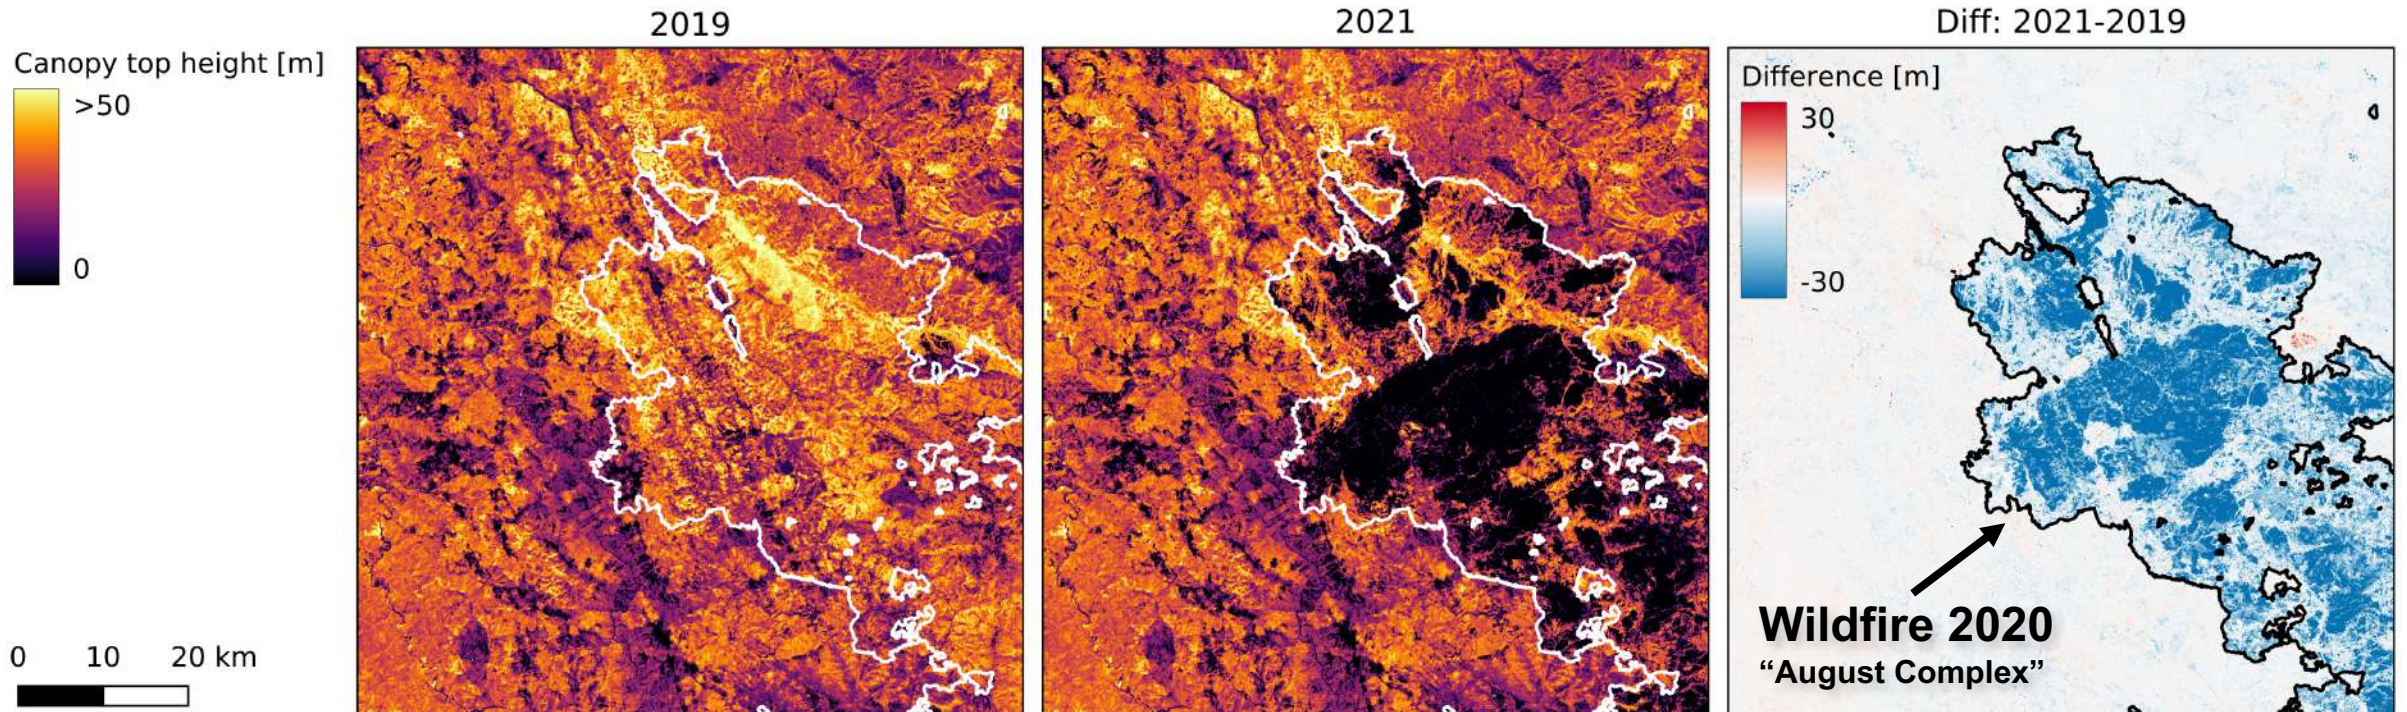 2019
2021
Diff: 2021-2019
Canopy top height [m]
>50
0
Difference [m]
30
-30
Wildfire 2020
“August Complex”
0 10 20 km